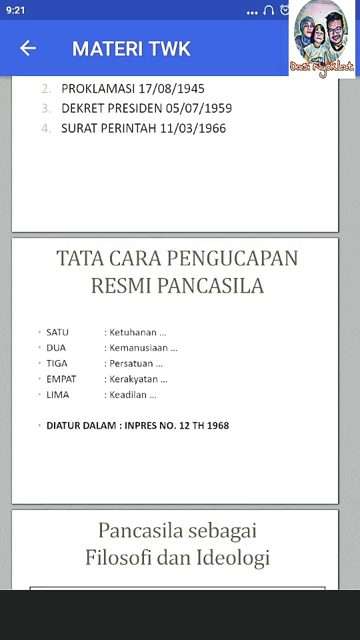 9:21
MATERI TWK
Dasi Nyaklat
2. PROKLAMASI 17/08/1945
3. DEKRET PRESIDEN 05/07/1959
4. SURAT PERINTAH 11/03/1966
TATA CARA PENGUCAPAN
RESMI PANCASILA
• SATU : Ketuhanan ...
• DUA : Kemanusiaan ...
• TIGA : Persatuan ...
• EMPAT : Kerakyatan ...
• LIMA : Keadilan ...
• DIATUR DALAM : INPRES NO. 12 TH 1968
Pancasila sebagai
Filosofi dan Ideologi